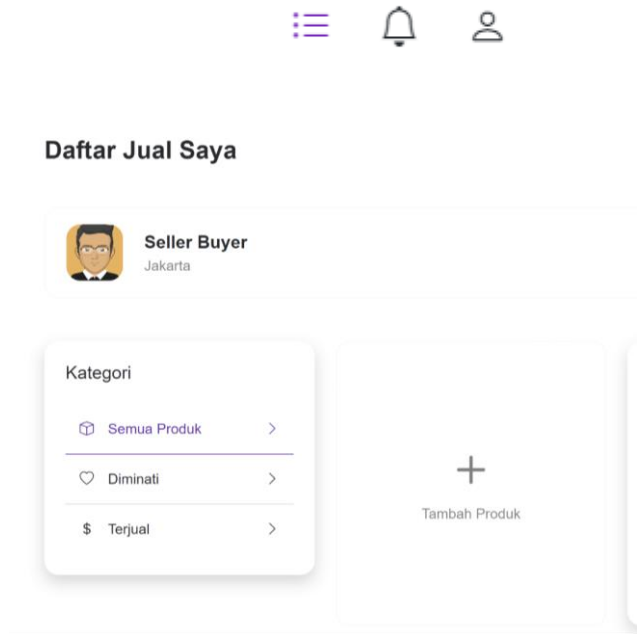 Daftar Jual Saya
Seller Buyer
Jakarta
Kategori
Semua Produk
Diminati
$ Terjual
Tambah Produk